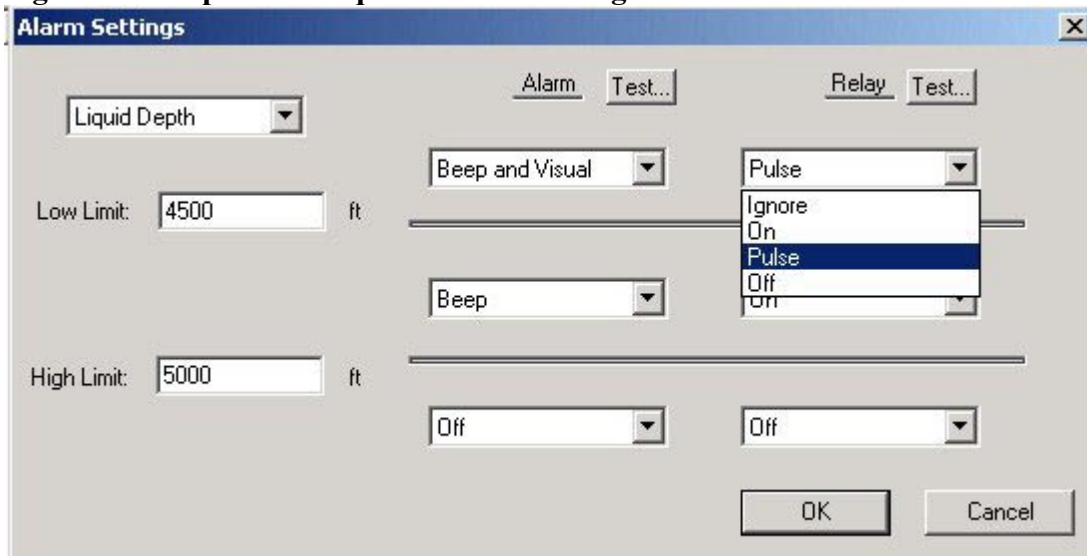 Alarm Settings
Alarm Test... Relay Test...
Liquid Depth
Beep and Visual Pulse
Low Limit: 4500 ft
Ignore
On
Pulse
Off
Beep On
High Limit: 5000 ft
Off Off
OK Cancel